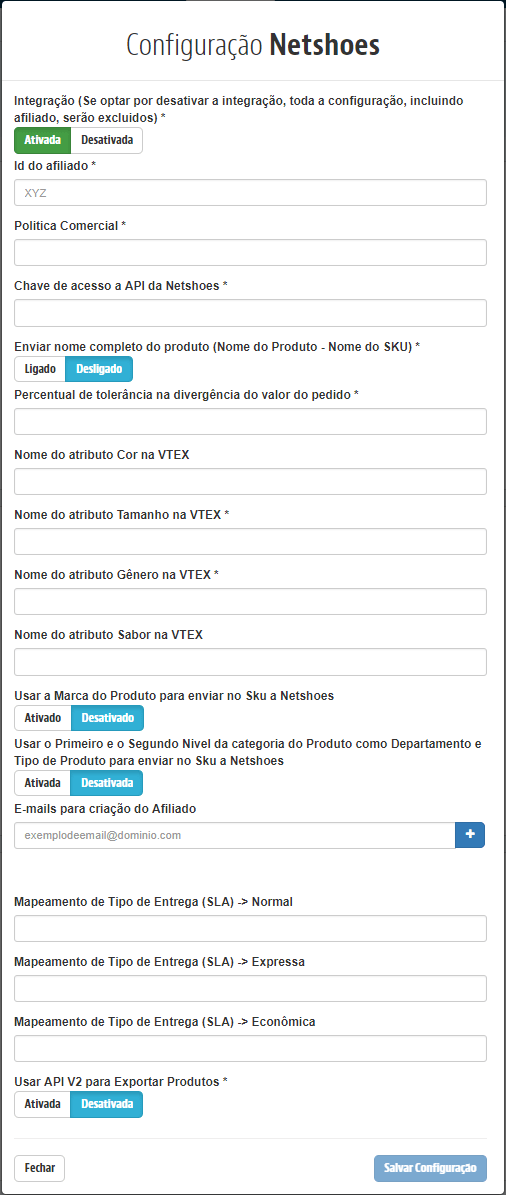 Configuração Netshoes
Integração (Se optar por desativar a integração, toda a configuração, incluindo
afiliado, serão excluidos) *
Ativada Desativada
Id do afiliado *
XYZ
Politica Comercial *
Chave de acesso a API da Netshoes *
Enviar nome completo do produto (Nome do Produto - Nome do SKU) *
Ligado Desligado
Percentual de tolerância na divergência do valor do pedido *
Nome do atributo Cor na VTEX
Nome do atributo Tamanho na VTEX *
Nome do atributo Gênero na VTEX *
Nome do atributo Sabor na VTEX
Usar a Marca do Produto para enviar no Sku a Netshoes
Ativado Desativado
Usar o Primeiro e o Segundo Nivel da categoria do Produto como Departamento e
Tipo de Produto para enviar no Sku a Netshoes
Ativada Desativada
E-mails para criação do Afiliado
exemplodeemail@dominio.com +
Mapeamento de Tipo de Entrega (SLA) -> Normal
Mapeamento de Tipo de Entrega (SLA) -> Expressa
Mapeamento de Tipo de Entrega (SLA) -> Econômica
Usar API V2 para Exportar Produtos *
Ativada Desativada
Fechar Salvar Configuração